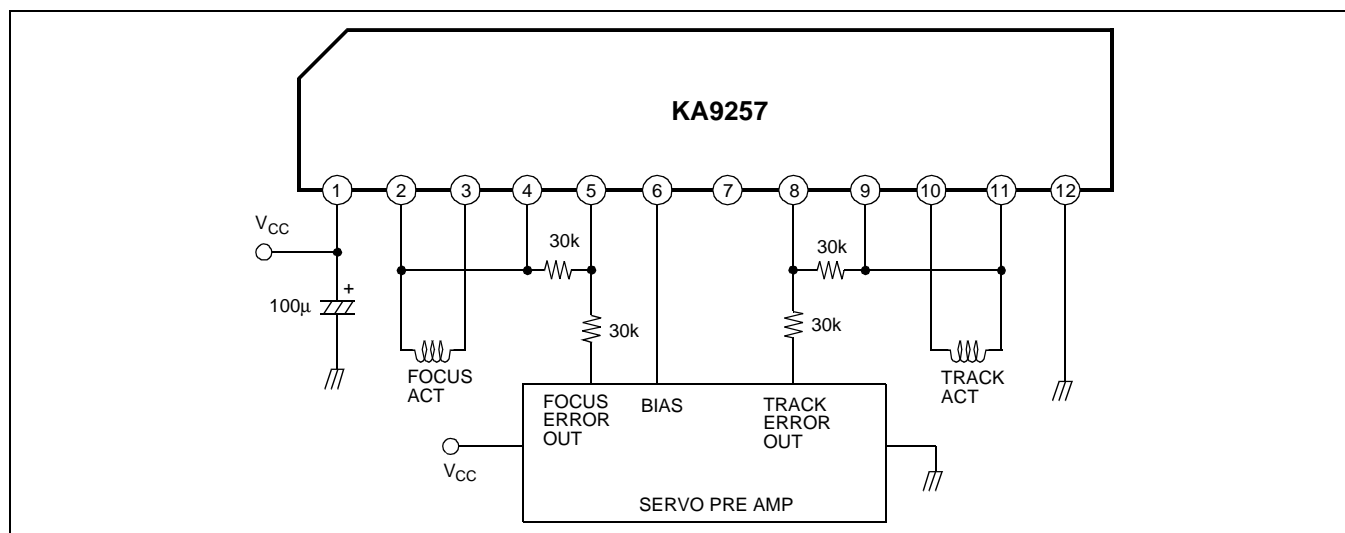 KA9257
1 2 3 4 5 6 7 8 9 10 11 12
VCC
30k
30k
100μ
+
30k
30k
FOCUS
ACT
TRACK
ACT
FOCUS
ERROR
OUT
BIAS
TRACK
ERROR
OUT
VCC
SERVO PRE AMP